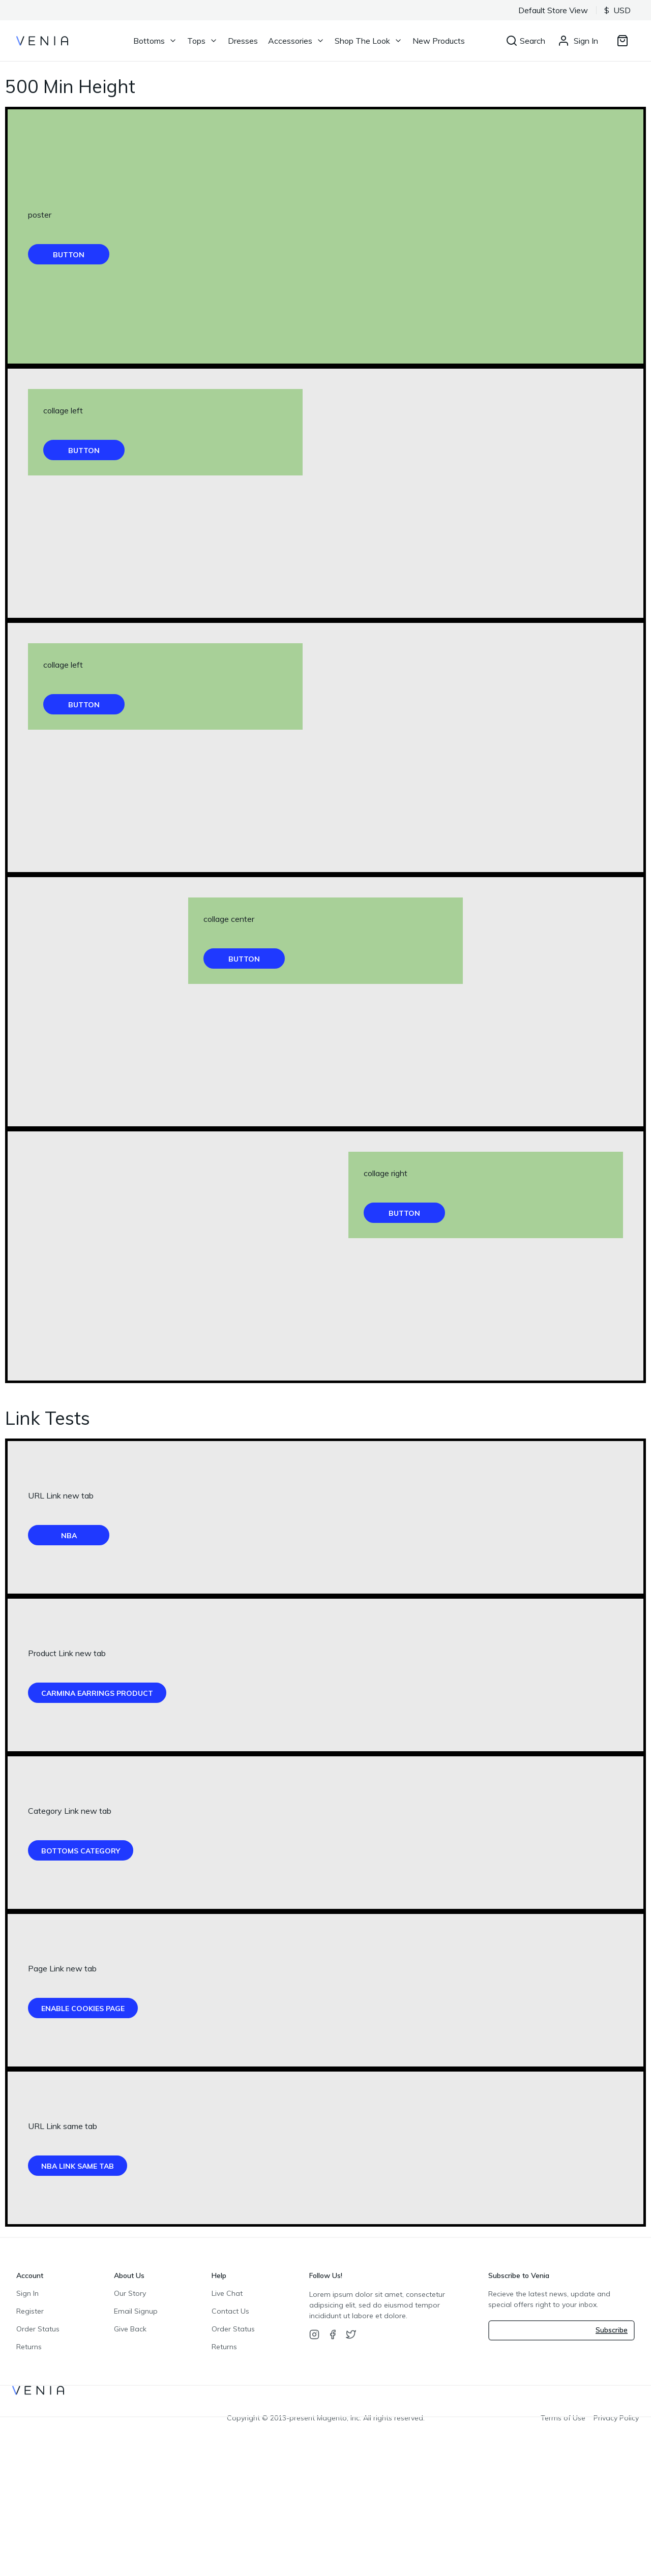 Default Store View $ USD
VENIA Bottoms Tops Dresses Accessories Shop The Look New Products Search Sign In
500 Min Height
poster
BUTTON
collage left
BUTTON
collage left
BUTTON
collage center
BUTTON
collage right
BUTTON
Link Tests
URL Link new tab
NBA
Product Link new tab
CARMINA EARRINGS PRODUCT
Category Link new tab
BOTTOMS CATEGORY
Page Link new tab
ENABLE COOKIES PAGE
URL Link same tab
NBA LINK SAME TAB
Account
Sign In
Register
Order Status
Returns
About Us
Our Story
Email Signup
Give Back
Help
Live Chat
Contact Us
Order Status
Returns
Follow Us!
Lorem ipsum dolor sit amet, consectetur
adipsicing elit, sed do eiusmod tempor
incididunt ut labore et dolore.
Subscribe to Venia
Recieve the latest news, update and
special offers right to your inbox.
Subscribe
VENIA
Copyright © 2013-present Magento, Inc. All rights reserved.
Terms of Use Privacy Policy